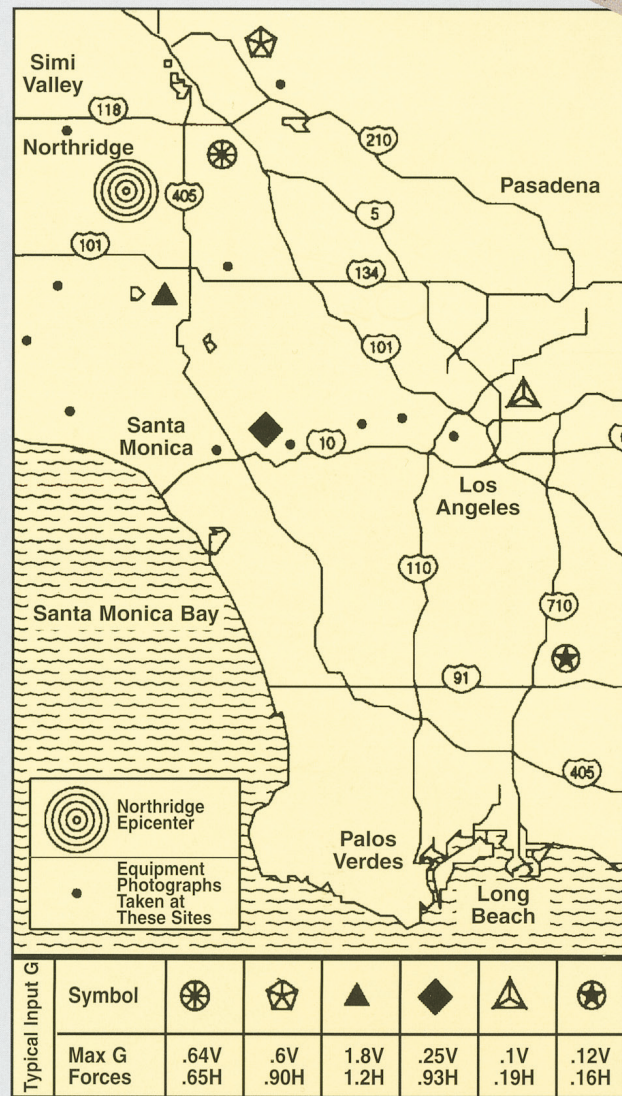 Simi
Valley
118
Northridge
405
210
Pasadena
5
101
134
101
Santa
Monica
10
Los
Angeles
110
710
Santa Monica Bay
91
405
Northridge
Epicenter
Equipment
Photographs
Taken at
These Sites
Palos
Verdes
Long
Beach
Typical Input G
Symbol
Max G
Forces
.64V
.65H
.6V
.90H
1.8V
1.2H
.25V
.93H
.1V
.19H
.12V
.16H